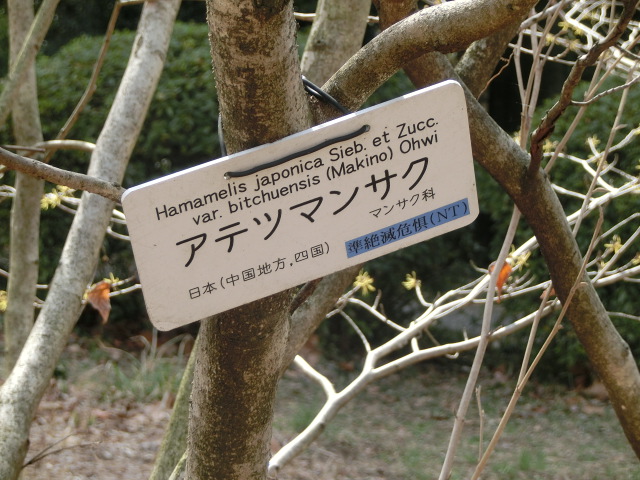 Hamamelis japonica Sieb. et Zucc.
var. bitchuensis (Makino) Ohwi
アテツマンサク
マンサク科
日本(中国地方,四国)
準絶滅危惧(NT)